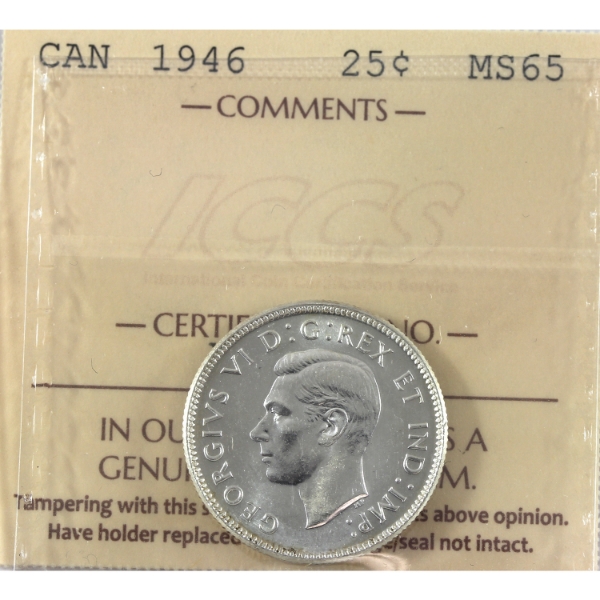 CAN 1946 25¢ MS65
— COMMENTS —
ICCS
International
— CERTIF NO. —
IN OU S A
GENU M.
Tampering with this s s above opinion.
Have holder replaced /seal not intact.
GEORGIVS VI D:G:REX ET IND:IMP: